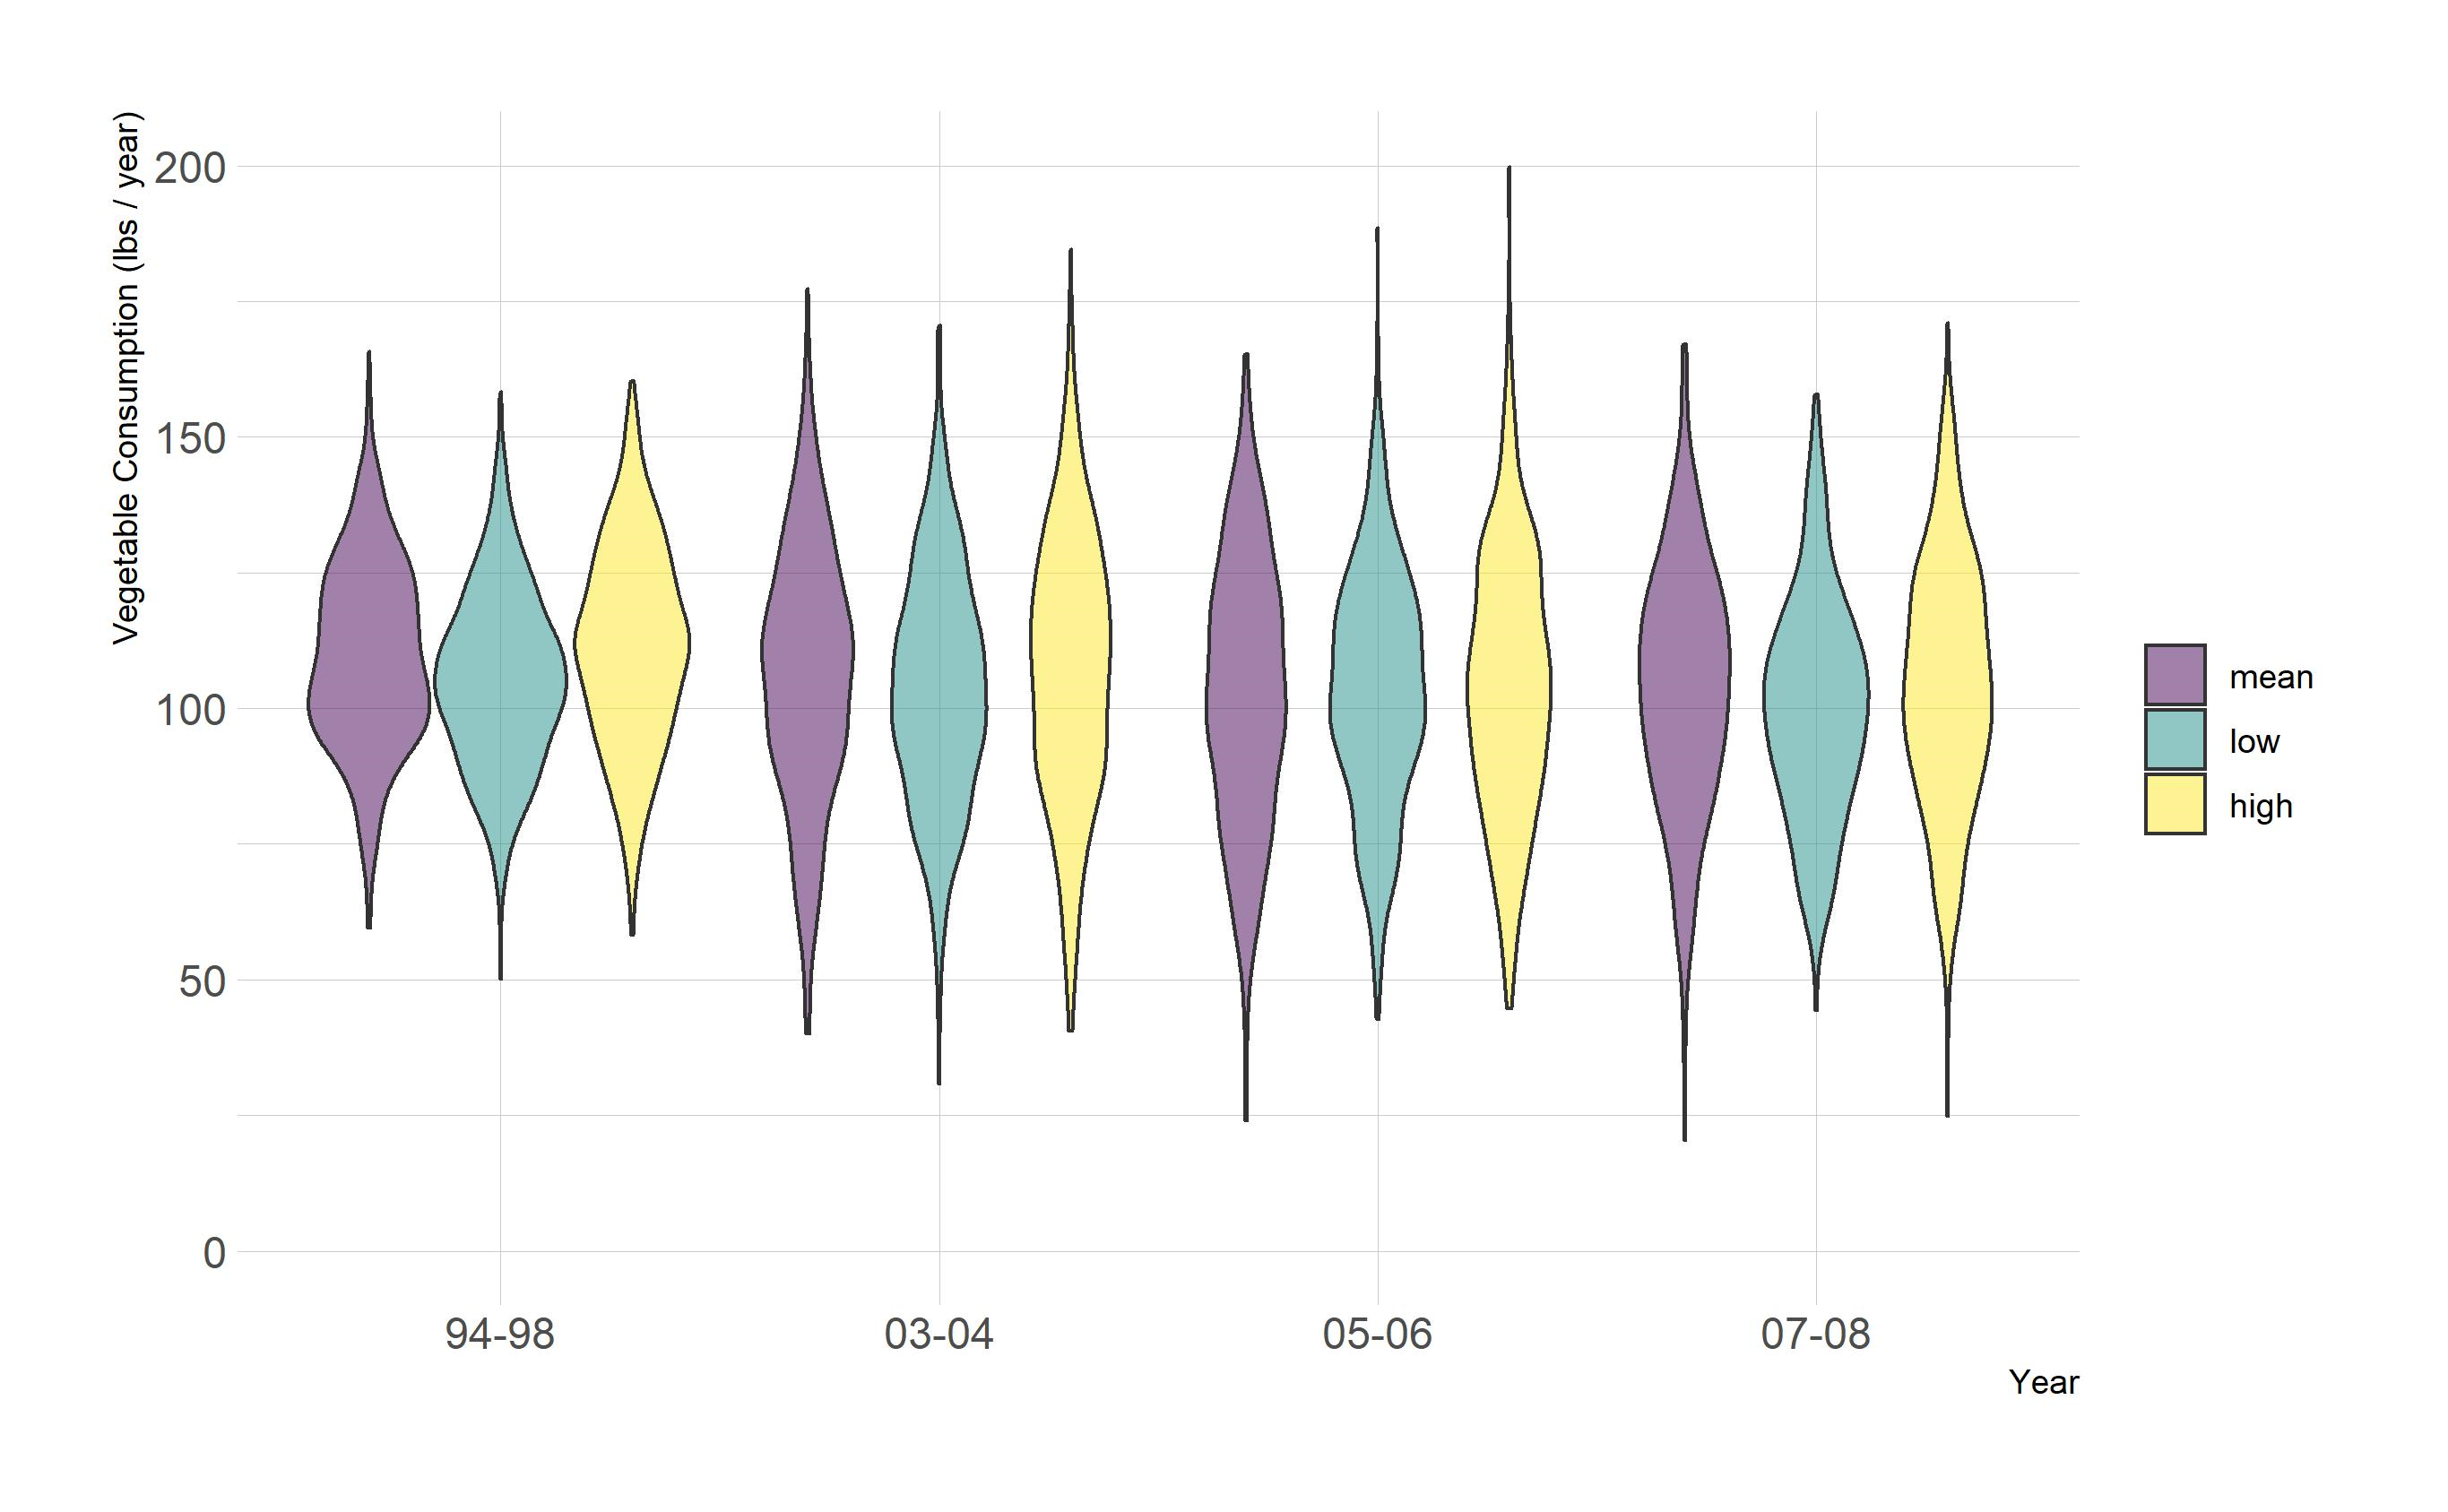 Vegetable Consumption (lbs / year)
200
150
100
50
0
94-98
03-04
05-06
07-08
Year
mean
low
high